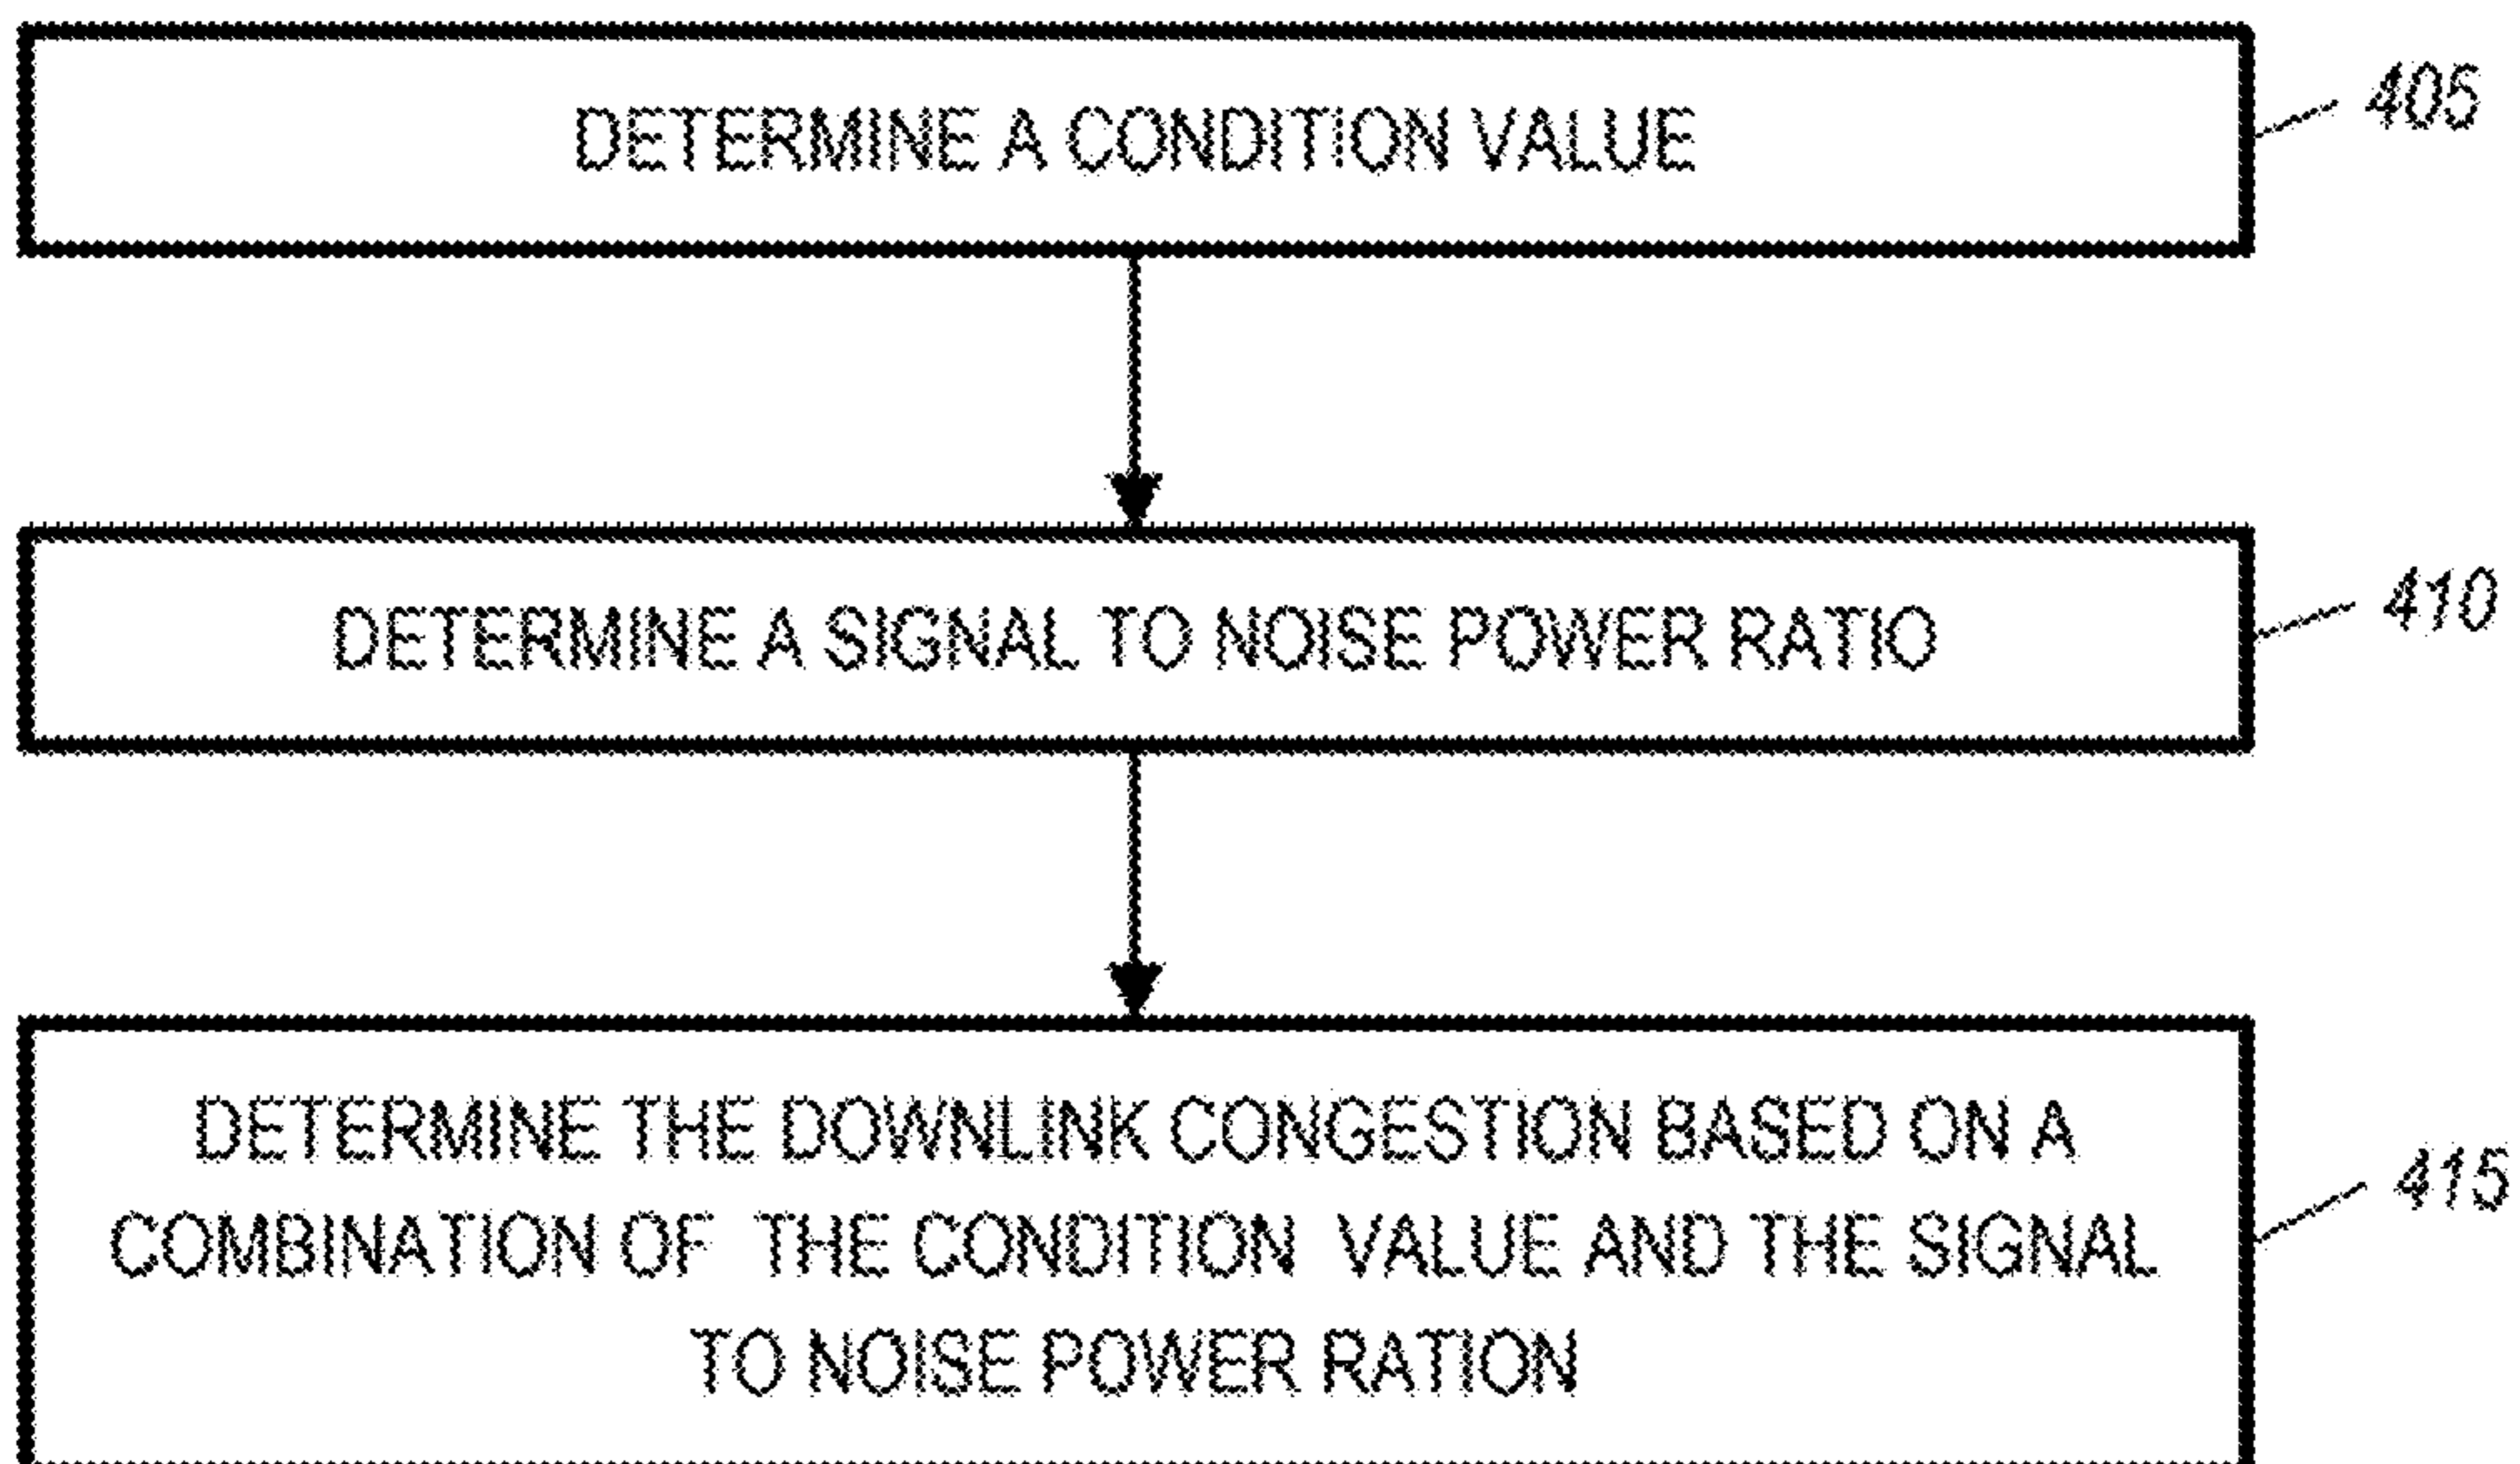 DETERMINE A CONDITION VALUE
405
DETERMINE A SIGNAL TO NOISE POWER RATIO
410
DETERMINE THE DOWNLINK CONGESTION BASED ON A
COMBINATION OF THE CONDITION VALUE AND THE SIGNAL
TO NOISE POWER RATION
415